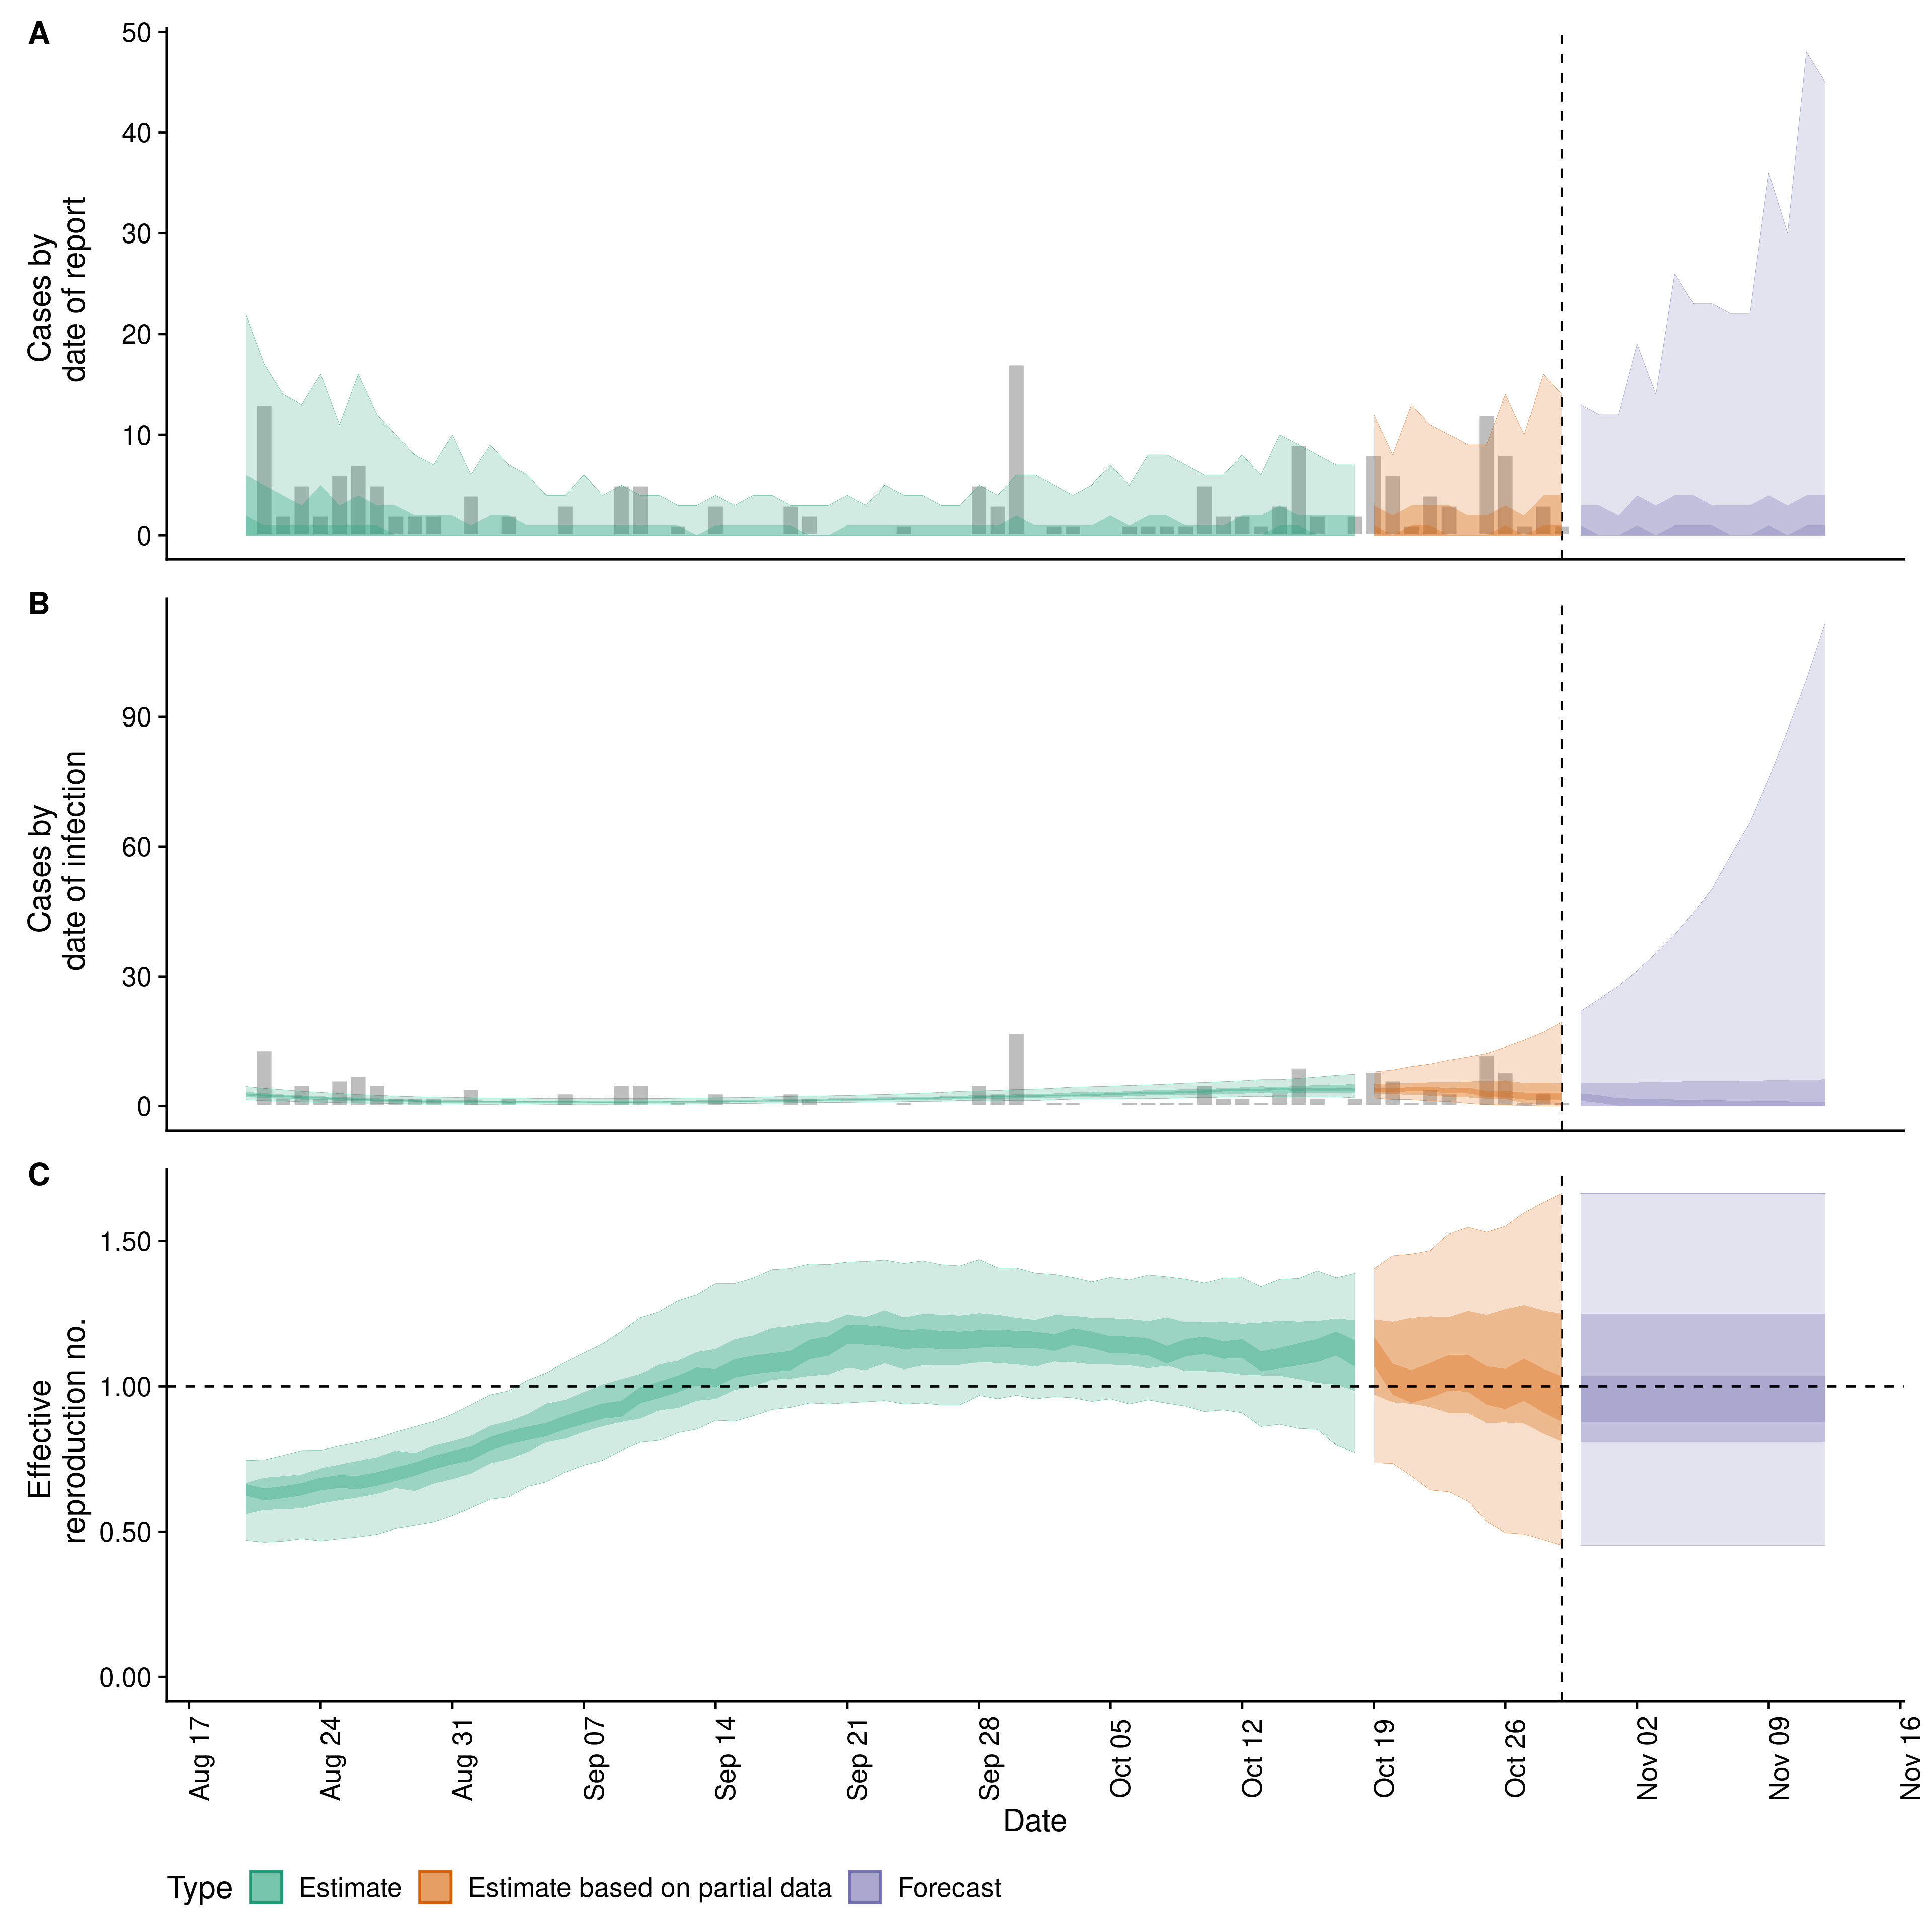 A
50
40
30
20
10
0
Cases by
date of report
B
90
60
30
0
Cases by
date of infection
C
1.50
1.00
0.50
0.00
Effective
reproduction no.
Aug 17
Aug 24
Aug 31
Sep 07
Sep 14
Sep 21
Sep 28
Oct 05
Oct 12
Oct 19
Oct 26
Nov 02
Nov 09
Nov 16
Date
Type Estimate Estimate based on partial data Forecast